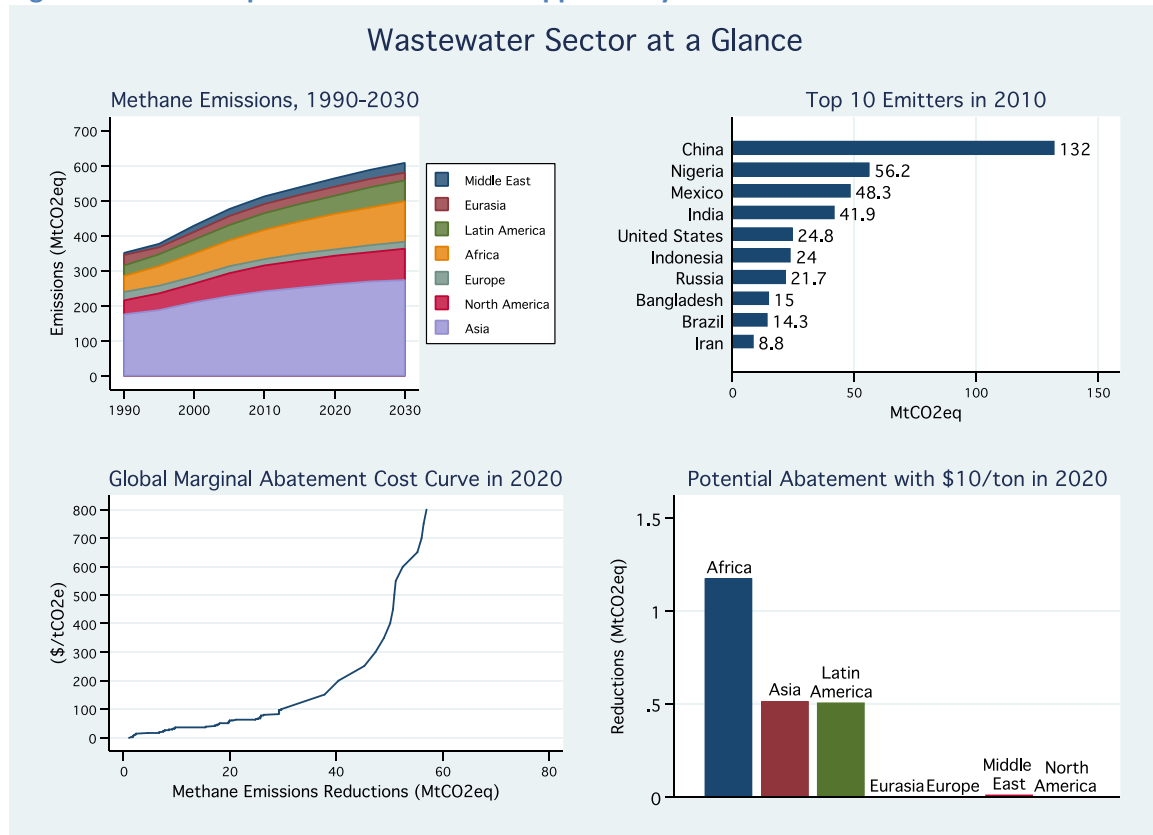 Wastewater Sector at a Glance
Methane Emissions, 1990-2030
Emissions (MtCO2eq)
700
600
500
400
300
200
100
0
1990
2000
2010
2020
2030
Middle East
Eurasia
Latin America
Africa
Europe
North America
Asia
Top 10 Emitters in 2010
China
132
Nigeria
56.2
Mexico
48.3
India
41.9
United States
24.8
Indonesia
24
Russia
21.7
Bangladesh
15
Brazil
14.3
Iran
8.8
0
50
100
150
MtCO2eq
Global Marginal Abatement Cost Curve in 2020
($/tCO2e)
800
700
600
500
400
300
200
100
0
0
20
40
60
80
Methane Emissions Reductions (MtCO2eq)
Potential Abatement with $10/ton in 2020
Reductions (MtCO2eq)
1.5
1
.5
0
Africa
Asia
Latin
America
Eurasia
Europe
Middle
East
North
America